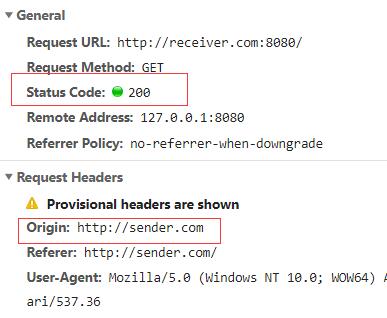 General
Request URL: http://receiver.com:8080/
Request Method: GET
Status Code: 200
Remote Address: 127.0.0.1:8080
Referrer Policy: no-referrer-when-downgrade
Request Headers
Provisional headers are shown
Origin: http://sender.com
Referer: http://sender.com/
User-Agent: Mozilla/5.0 (Windows NT 10.0; WOW64) A
ari/537.36